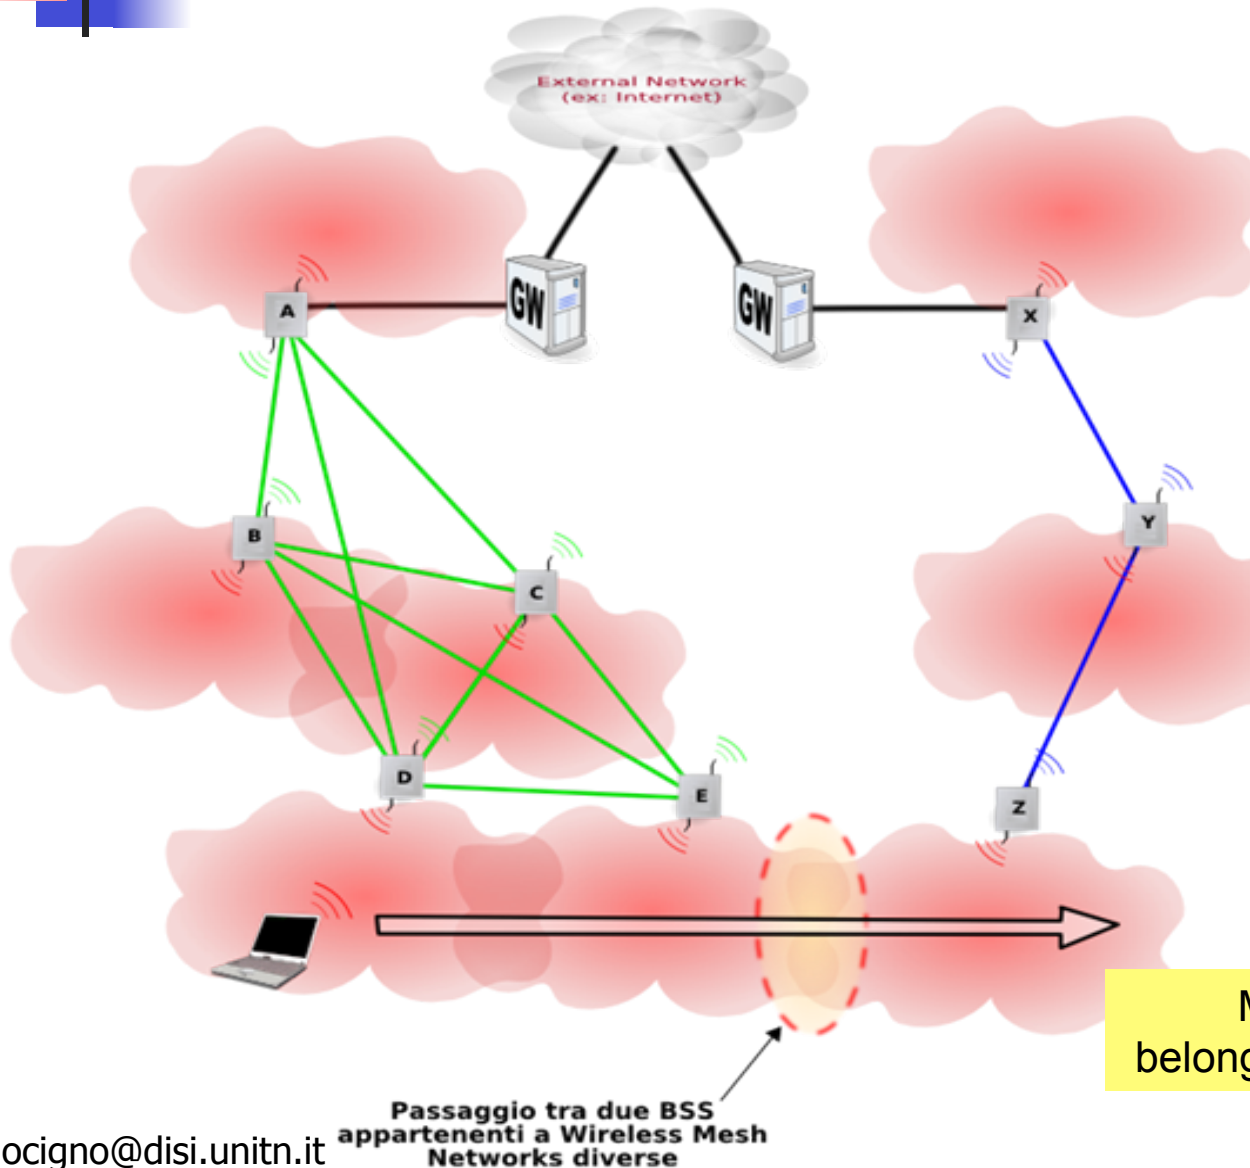 External Network
(ex: Internet)
GW
GW
A
X
B
Y
C
D
E
Z
M
belong
Passaggio tra due BSS
appartenenti a Wireless Mesh
Networks diverse
ocigno@disi.unitn.it